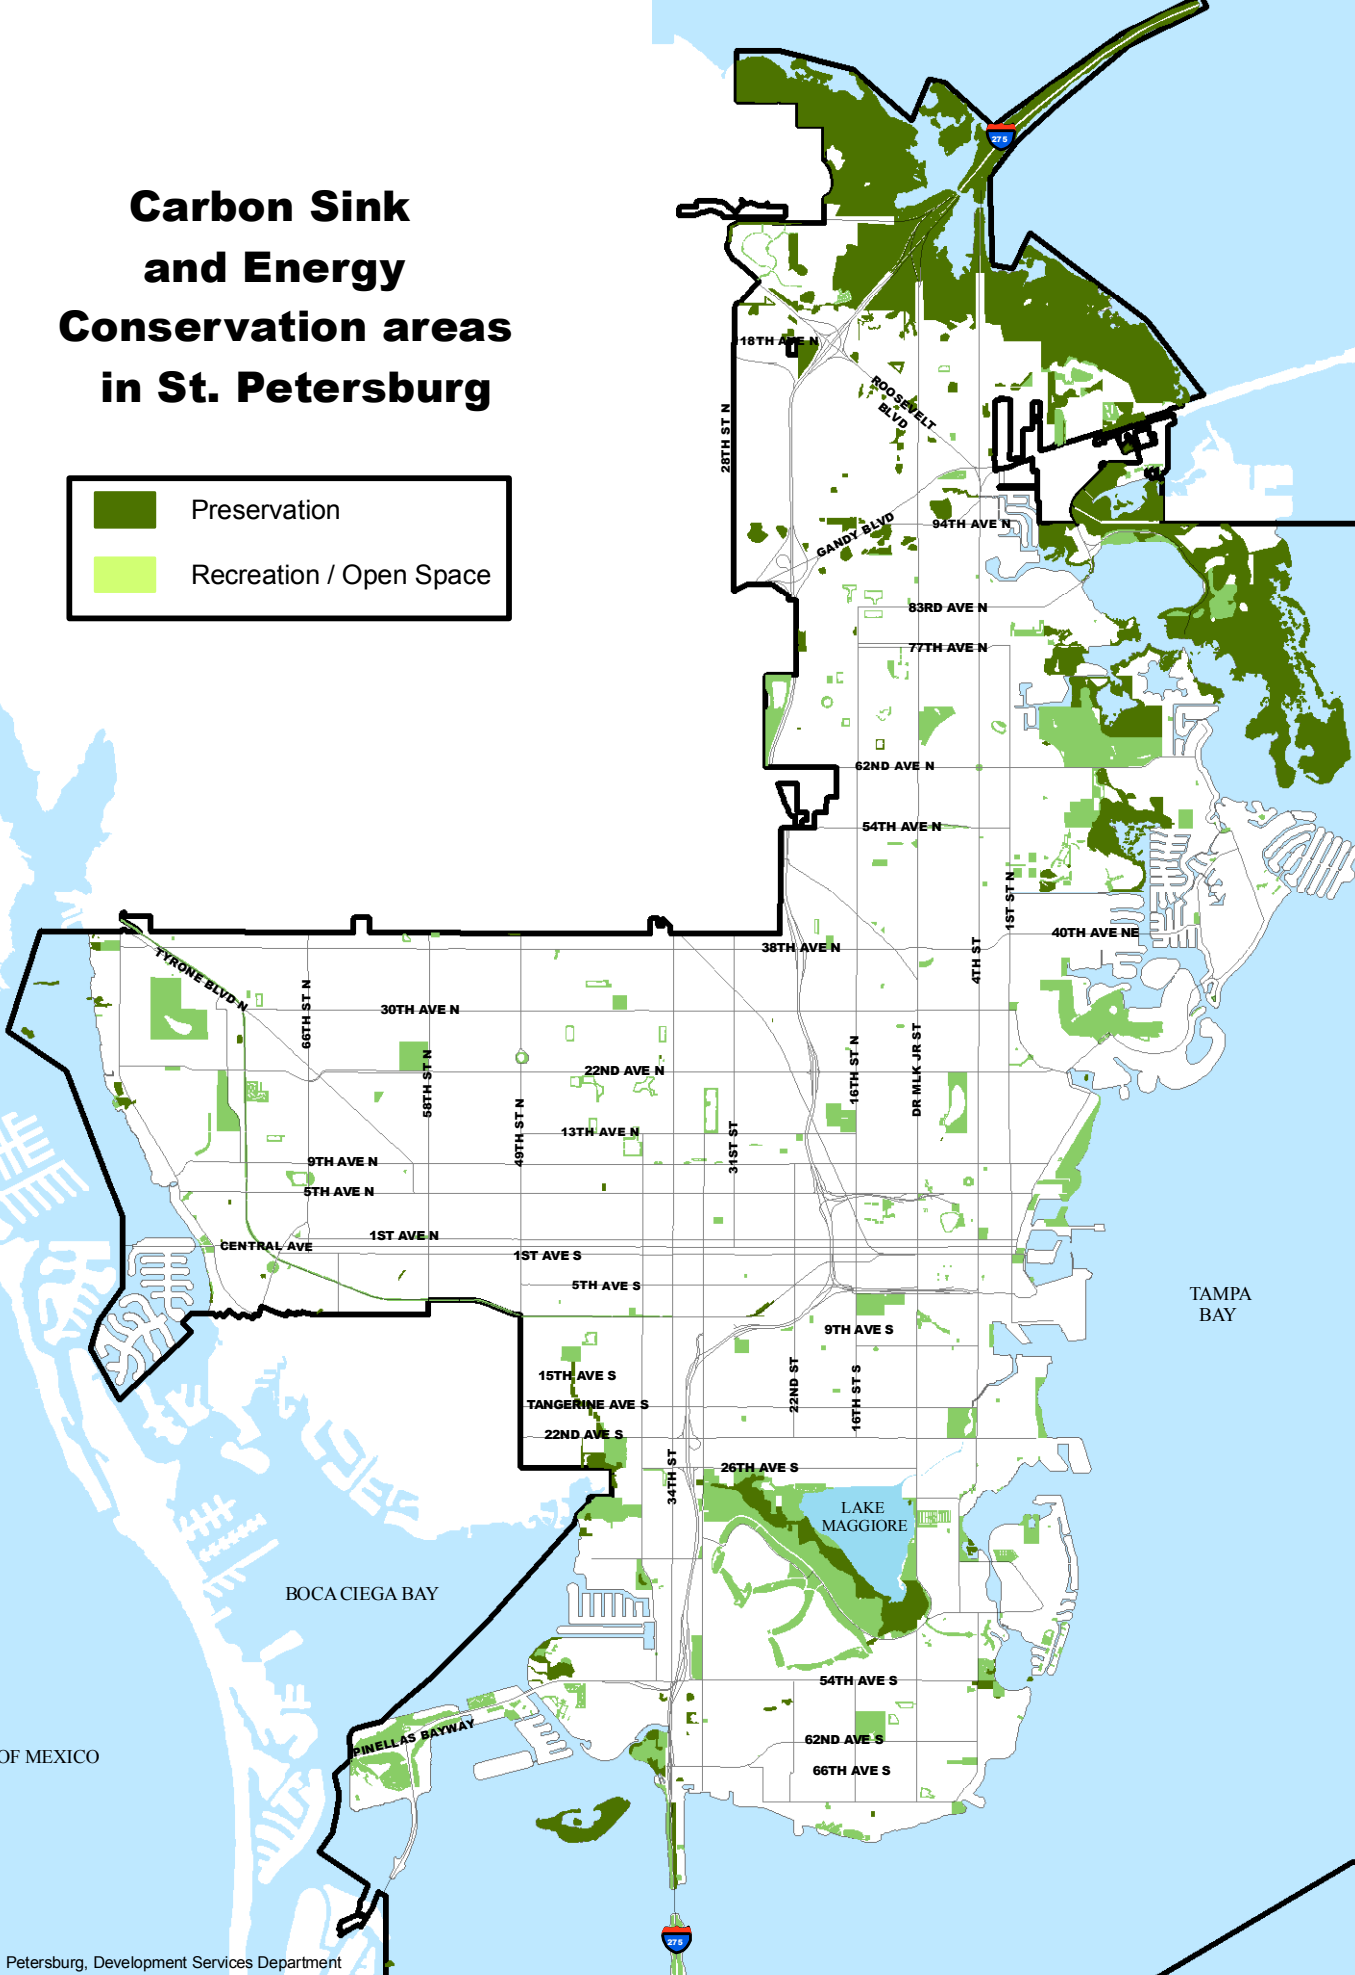 Carbon Sink
and Energy
Conservation areas
in St. Petersburg
Preservation
Recreation / Open Space
275
18TH AVE N
ROOSEVELT
BLVD
28TH ST N
GANDY BLVD
94TH AVE N
83RD AVE N
77TH AVE N
62ND AVE N
54TH AVE N
1ST ST N
40TH AVE NE
38TH AVE N
4TH ST
TYRONE BLVD N
66TH ST N
30TH AVE N
58TH ST N
22ND AVE N
16TH ST N
DR MLK JR ST
49TH ST N
13TH AVE N
31ST ST
9TH AVE N
5TH AVE N
1ST AVE N
CENTRAL AVE
1ST AVE S
5TH AVE S
TAMPA
BAY
9TH AVE S
15TH AVE S
22ND ST
16TH ST S
TANGERINE AVE S
22ND AVE S
34TH ST
26TH AVE S
LAKE
MAGGIORE
BOCA CIEGA BAY
54TH AVE S
PINELLAS BAYWAY
62ND AVE S
OF MEXICO
66TH AVE S
275
Petersburg, Development Services Department